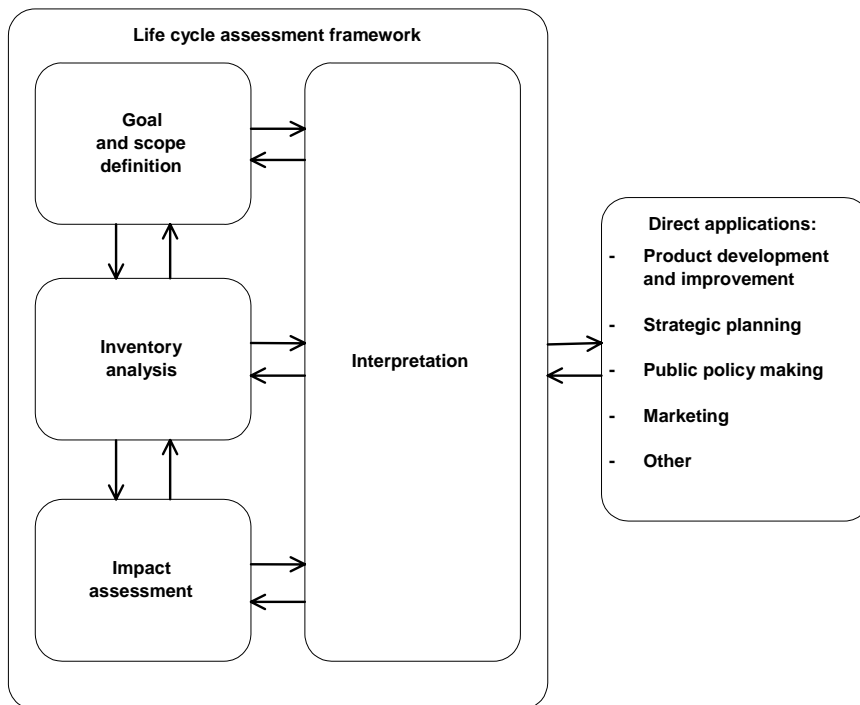 Life cycle assessment framework
Goal
and scope
definition
Inventory
analysis
Impact
assessment
Interpretation
Direct applications:
- Product development
and improvement
- Strategic planning
- Public policy making
- Marketing
- Other